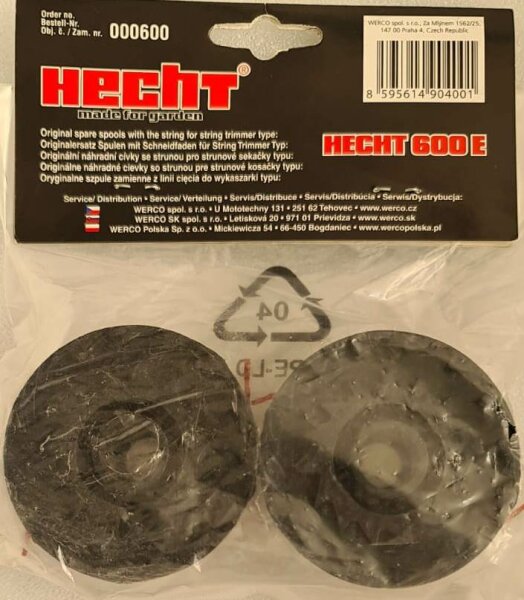 Order no.
Bestell-Nr.
Obj. č. / Zam. nr. 000600
WERCO spol. s r.o., Za Mlýnem 1562/25,
147 00 Praha 4, Czech Republic
8 595614 904001
HECHT®
made for garden
Original spare spools with the string for string trimmer type:
Originalersatz Spulen mit Schneidfaden für String Trimmer Typ:
Originální náhradní cívky se strunou pro strunové sekačky typu:
Originálne náhradné cievky so strunou pre strunové kosačky typu:
Oryginalne szpule zamienne z linii cięcia do wykaszarki typu:
HECHT 600 E
Service/ Distribution • Service/ Verteilung • Servis/ Distribuce • Servis/Distribúcia • Serwis/Dystrybucja:
WERCO spol. s r.o. • U Mototechny 131 • 251 62 Tehovec • www.werco.cz
WERCO SK spol. s r.o. • Letisková 20 • 971 01 Prievidza • www.werco.sk
WERCO Polska Sp. z o.o. • Mickiewicza 54 • 66-450 Bogdaniec • www.wercopolska.pl
04
PE-LD